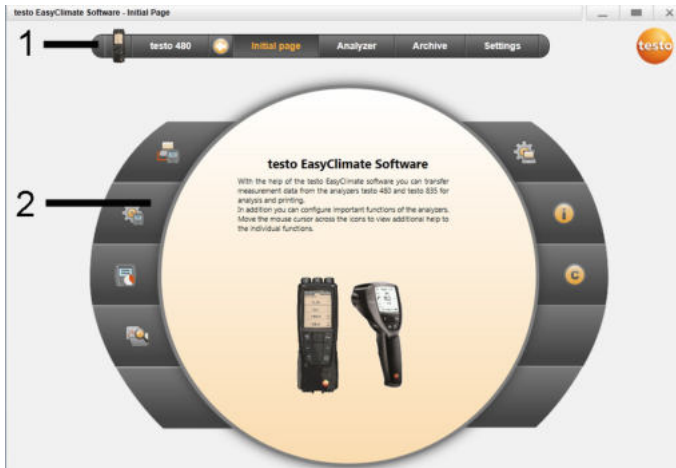 testo EasyClimate Software - Initial Page
1
testo 480
Initial page
Analyzer
Archive
Settings
testo
2
testo EasyClimate Software
With the help of the testo EasyClimate software you can transfer
measurement data from the analyzers testo 480 and testo 835 for
analysis and printing.
In addition you can configure important functions of the analyzers.
Move the mouse cursor across the icons to view additional help to
the individual functions.
i
C